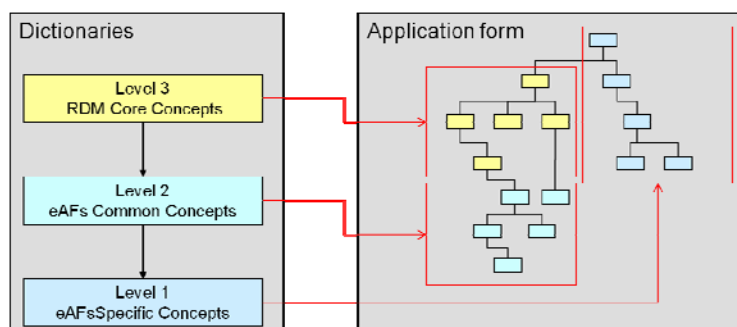 Dictionaries
Application form
Level 3
RDM Core Concepts
Level 2
eAFs Common Concepts
Level 1
eAFsSpecific Concepts